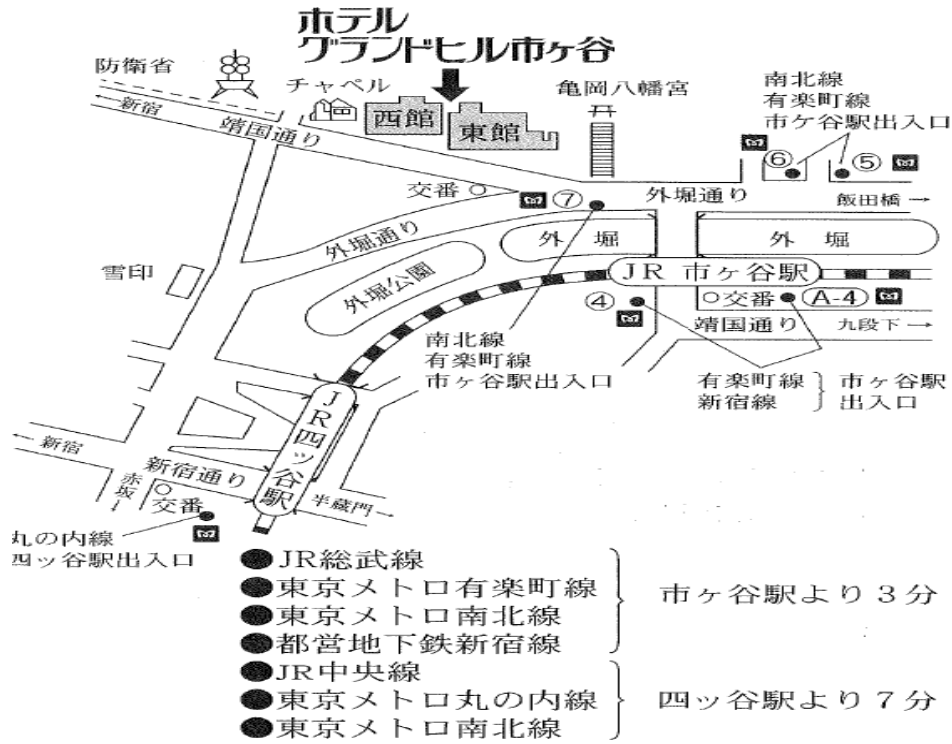 ホテル
グランドヒル市ヶ谷
防衛省
チャペル
亀岡八幡宮
南北線
有楽町線
市ケ谷駅出入口
←新宿
靖国通り
西館
東館
⑥
⑤
交番
⑦
外堀通り
飯田橋→
外堀通り
外堀
外堀
雪印
外堀公園
JR 市ヶ谷駅
④
交番
A-4
靖国通り
九段下→
南北線
有楽町線
市ヶ谷駅出入口
有楽町線
新宿線
市ヶ谷駅
出入口
JR四ッ谷駅
←新宿
新宿通り
赤坂
←
交番
半蔵門→
丸の内線
四ッ谷駅出入口
●JR総武線
●東京メトロ有楽町線
●東京メトロ南北線
●都営地下鉄新宿線
市ヶ谷駅より3分
●JR中央線
●東京メトロ丸の内線
●東京メトロ南北線
四ッ谷駅より7分